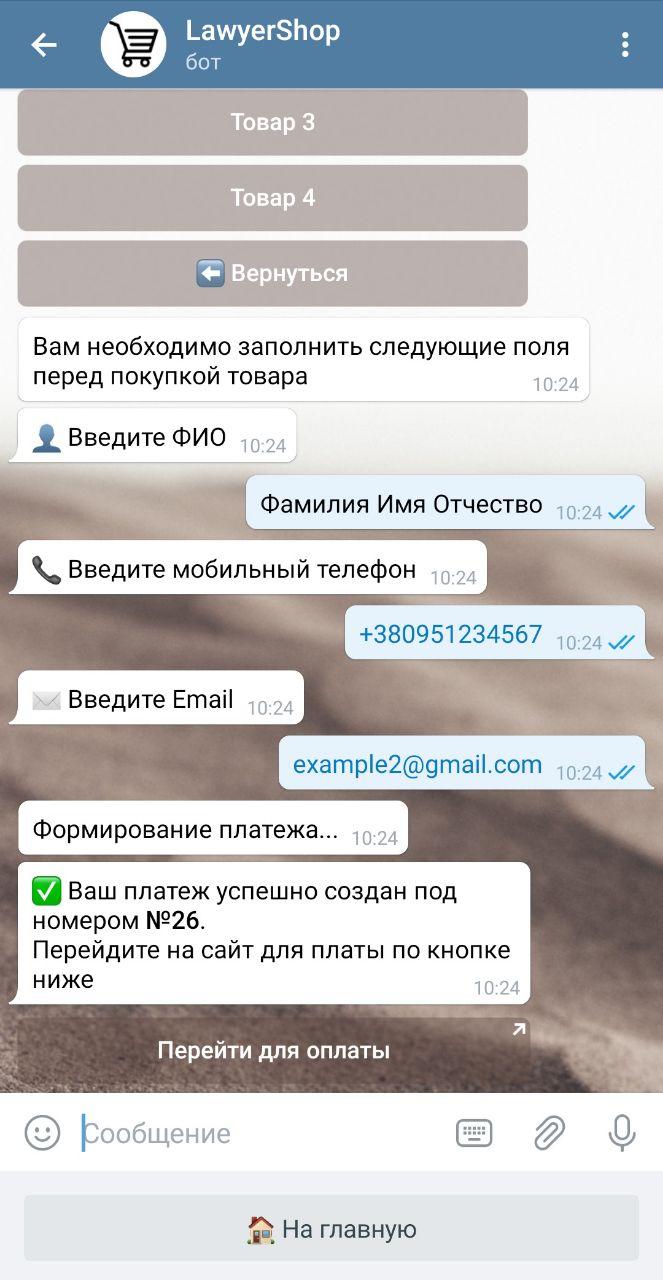 LawyerShop
бот
Товар 3
Товар 4
⬅️ Вернуться
Вам необходимо заполнить следующие поля
перед покупкой товара 10:24
👤 Введите ФИО 10:24
Фамилия Имя Отчество 10:24
📞 Введите мобильный телефон 10:24
+380951234567 10:24
✉️ Введите Email 10:24
example2@gmail.com 10:24
Формирование платежа... 10:24
✅ Ваш платеж успешно создан под
номером №26.
Перейдите на сайт для платы по кнопке
ниже 10:24
Перейти для оплаты
Сообщение
🏠 На главную